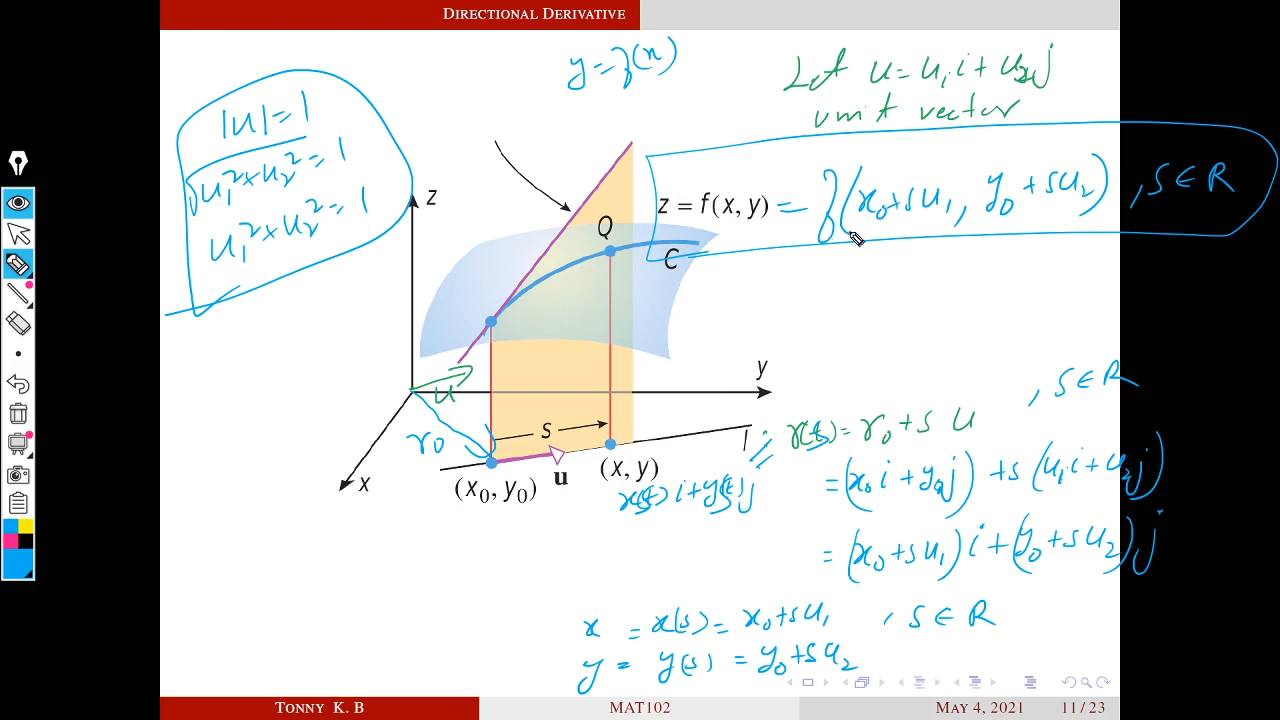 DIRECTIONAL DERIVATIVE
y = f(x)
Let u = u₁i + u₂j
unit vector
|u| = 1
√u₁² × u₂² = 1
u₁² × u₂² = 1
z
z = f(x, y) = f(x₀+su₁, y₀+su₂) , s ∈ R
Q
C
y
, s ∈ R
u
r₀
s
l ; r(s) = r₀ + s u
x
(x₀, y₀)
u
(x, y)
x(s) i + y(s) j
= (x₀ i + y₀ j) + s (u₁ i + u₂ j)
= (x₀ + su₁) i + (y₀ + su₂) j
x = x(s) = x₀ + su₁ , s ∈ R
y = y(s) = y₀ + su₂
TONNY K. B
MAT102
MAY 4, 2021
11 / 23